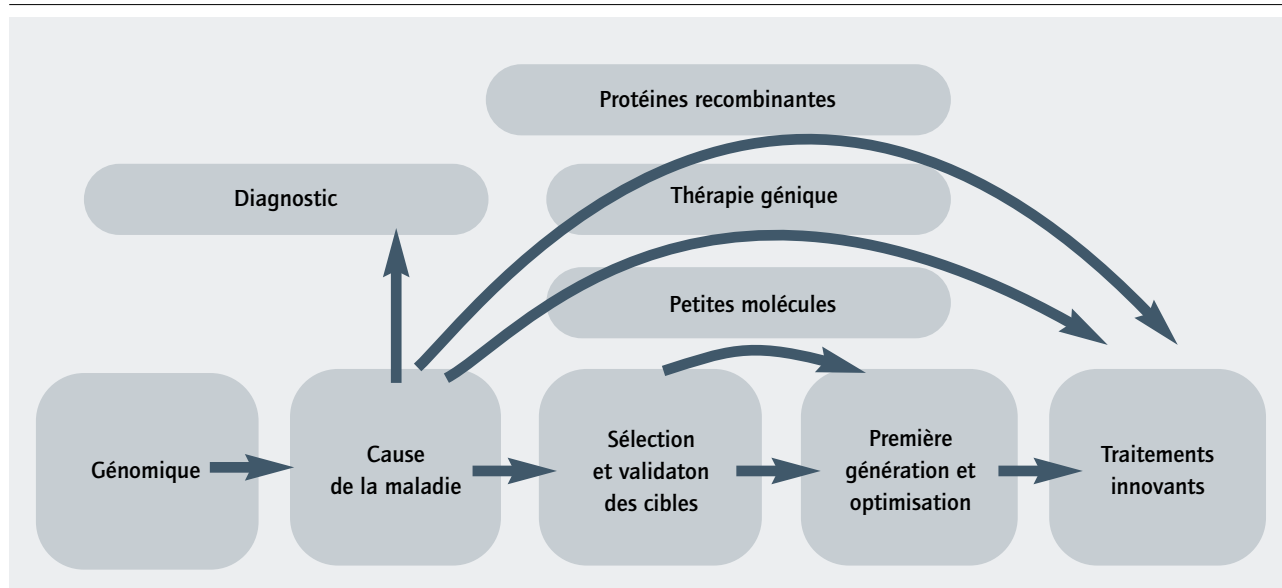 Protéines recombinantes
Diagnostic
Thérapie génique
Petites molécules
Génomique
Cause
de la maladie
Sélection
et validaton
des cibles
Première
génération et
optimisation
Traitements
innovants